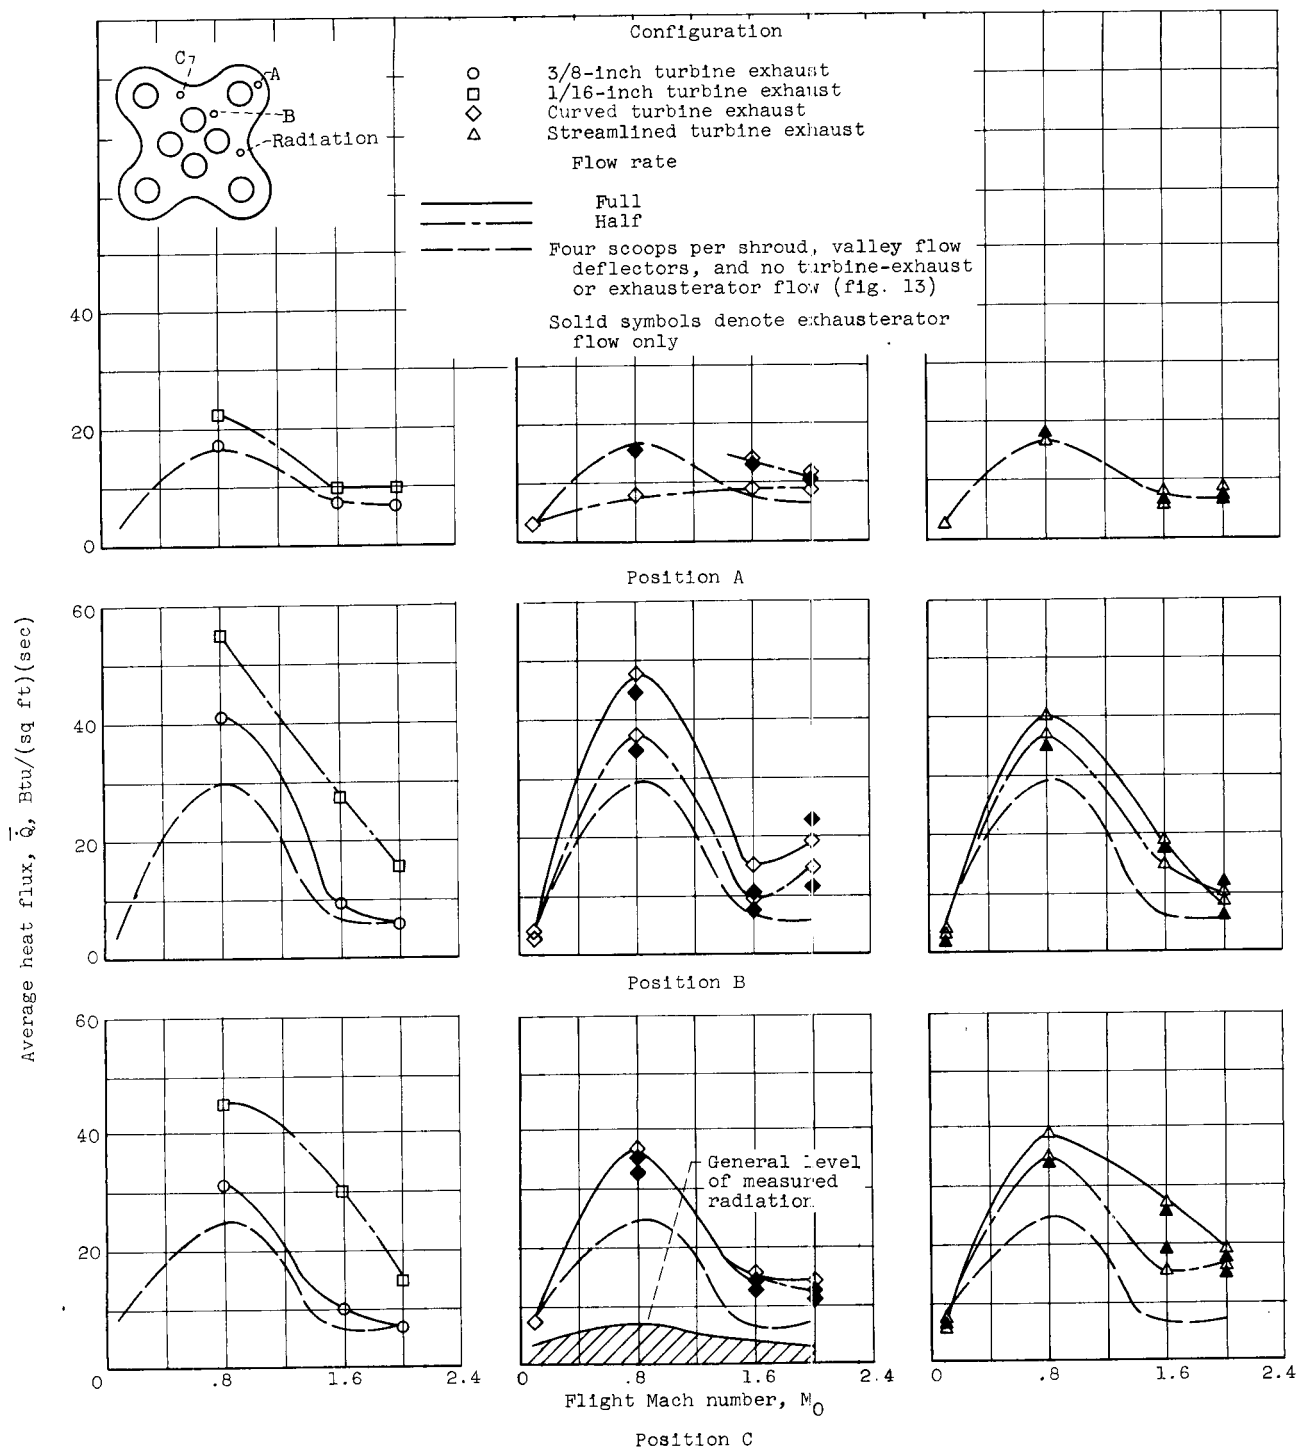 Configuration
C
A
B
Radiation
3/8-inch turbine exhaust
1/16-inch turbine exhaust
Curved turbine exhaust
Streamlined turbine exhaust
Flow rate
Full
Half
Four scoops per shroud, valley flow
deflectors, and no turbine-exhaust
or exhausterator flow (fig. 13)
Solid symbols denote exhausterator
flow only
40
20
0
Position A
Average heat flux, Q̇̅, Btu/(sq ft)(sec)
60
40
20
0
Position B
60
40
20
General level
of measured
radiation
0 .8 1.6 2.4 0 .8 1.6 2.4 0 .8 1.6 2.4
Flight Mach number, M0
Position C